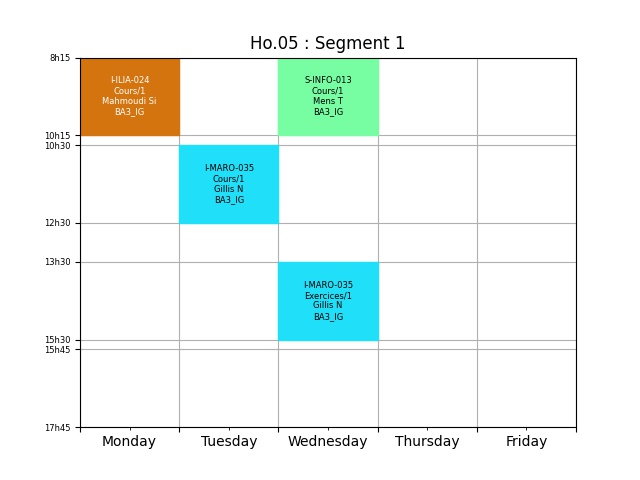 Ho.05 : Segment 1
8h15
I-ILIA-024
Cours/1
Mahmoudi Si
BA3_IG
S-INFO-013
Cours/1
Mens T
BA3_IG
10h15
10h30
I-MARO-035
Cours/1
Gillis N
BA3_IG
12h30
13h30
I-MARO-035
Exercices/1
Gillis N
BA3_IG
15h30
15h45
17h45
Monday
Tuesday
Wednesday
Thursday
Friday